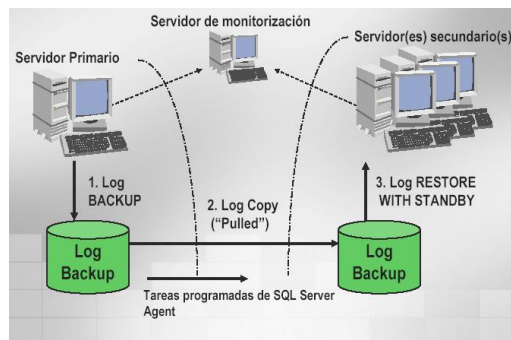 Servidor de monitorización
Servidor Primario
Servidor(es) secundario(s)
1. Log
BACKUP
2. Log Copy
("Pulled")
3. Log RESTORE
WITH STANDBY
Log
Backup
Log
Backup
Tareas programadas de SQL Server
Agent